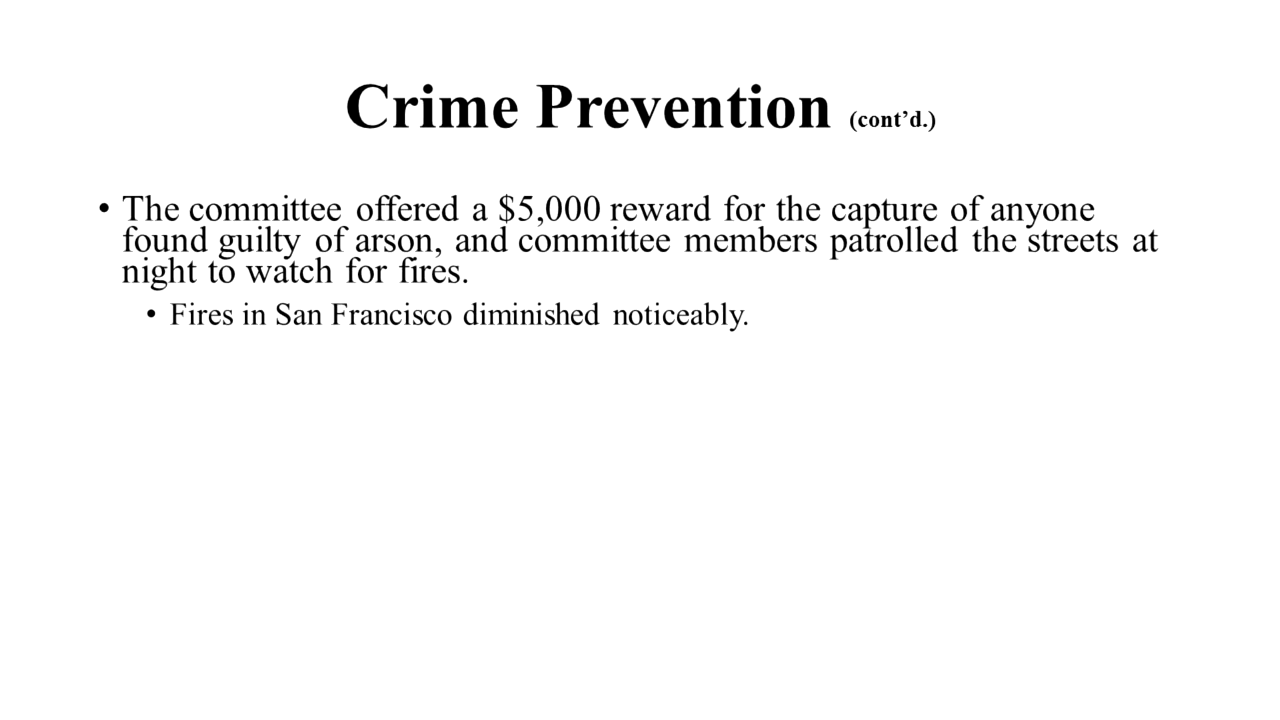 Crime Prevention (cont’d.)
• The committee offered a $5,000 reward for the capture of anyone
found guilty of arson, and committee members patrolled the streets at
night to watch for fires.
• Fires in San Francisco diminished noticeably.